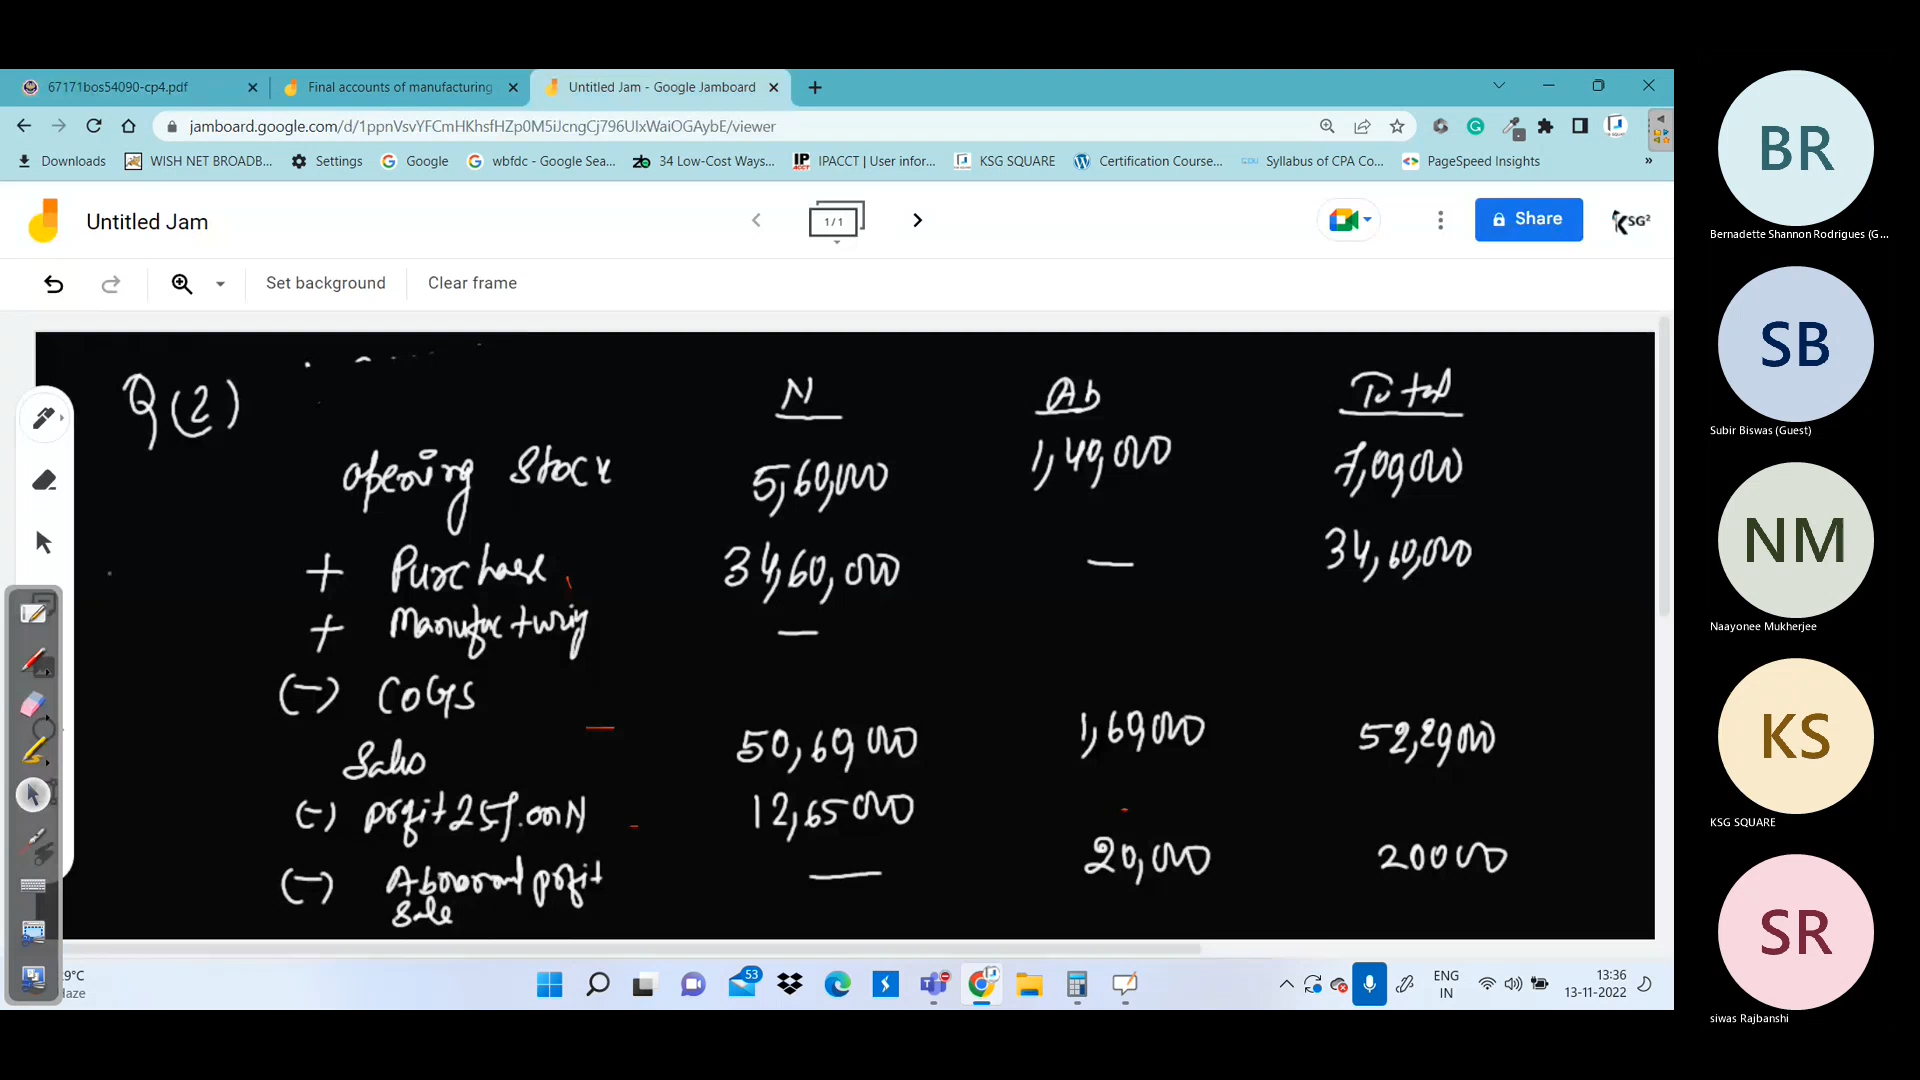 67171bos54090-cp4.pdf
Final accounts of manufacturing
Untitled Jam - Google Jamboard
jamboard.google.com/d/1ppnVsvYFCmHKhsfHZp0M5iJcngCj796UlxWaiOGAybE/viewer
Downloads WISH NET BROADB... Settings Google wbfdc - Google Sea... 34 Low-Cost Ways... IPACCT | User infor... KSG SQUARE Certification Course... Syllabus of CPA Co... PageSpeed Insights »
Untitled Jam
1/1
Share
KSG²
Set background
Clear frame
Q(2) N Ab Total
opening stock 5,60,000 1,40,000 7,00,000
+ Purchase 34,60,000 — 34,60,000
+ Manufacturing —
(-) COGS
Sales 50,60,000 1,69,000 52,29,000
(-) profit 25%.on N 12,65000
(-) Abnormal profit — 20,000 20000
Sale
9°C
Haze
53
ENG
IN
13:36
13-11-2022
BR
Bernadette Shannon Rodrigues (G...
SB
Subir Biswas (Guest)
NM
Naayonee Mukherjee
KS
KSG SQUARE
SR
siwas Rajbanshi